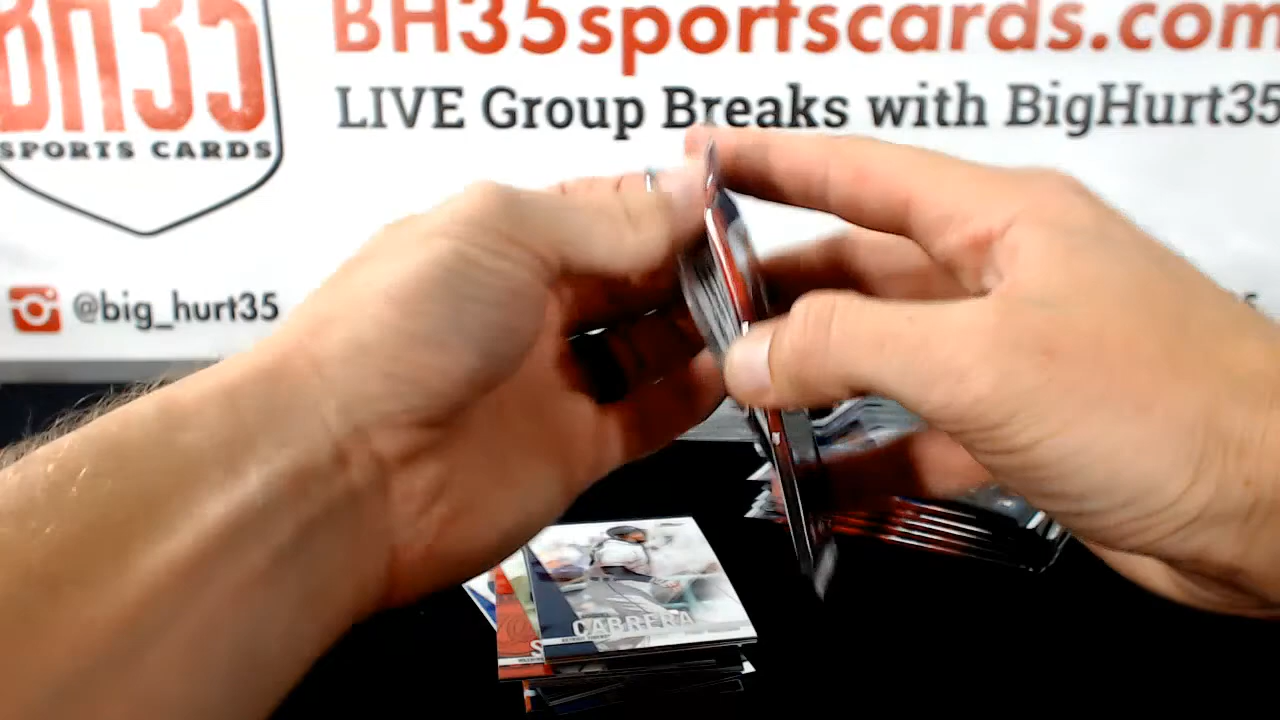 BH35
SPORTS CARDS
BH35sportscards.com
LIVE Group Breaks with BigHurt35
@big_hurt35
CABRERA